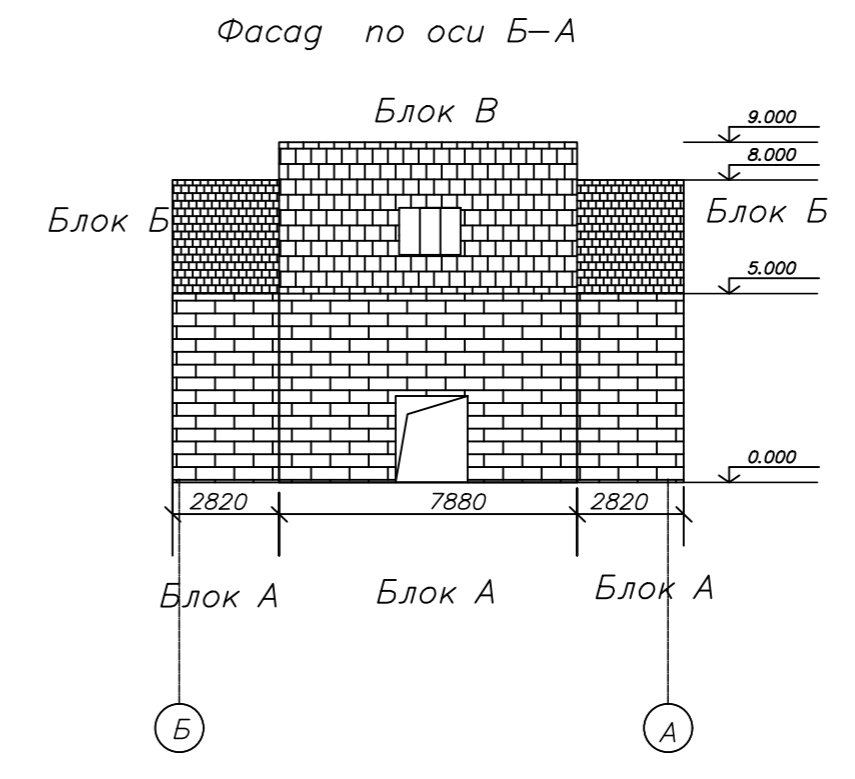 Фасад по оси Б–А
Блок В
9.000
8.000
Блок Б
Блок Б
5.000
0.000
2820
7880
2820
Блок А
Блок А
Блок А
Б
А